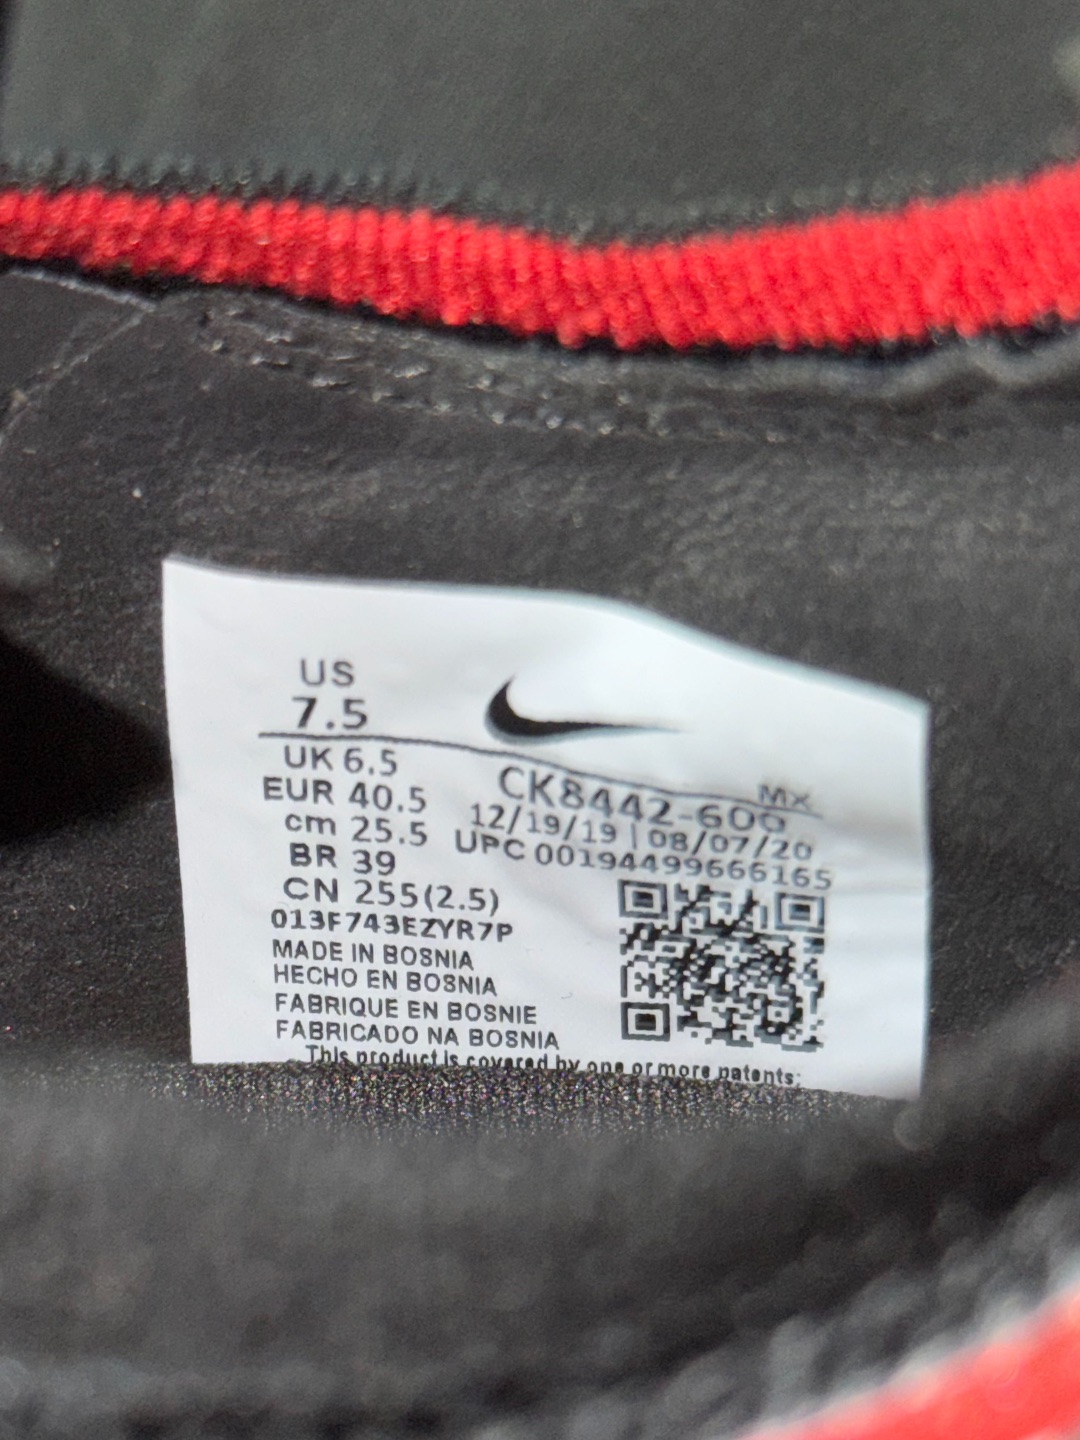 US
7.5
UK 6.5
EUR 40.5
cm 25.5
BR 39
CN 255(2.5)
013F743EZYR7P
MADE IN BOSNIA
HECHO EN BOSNIA
FABRIQUE EN BOSNIE
FABRICADO NA BOSNIA
This product is covered by one or more patents:
MX
CK8442-600
12/19/19 | 08/07/20
UPC 00194499666165